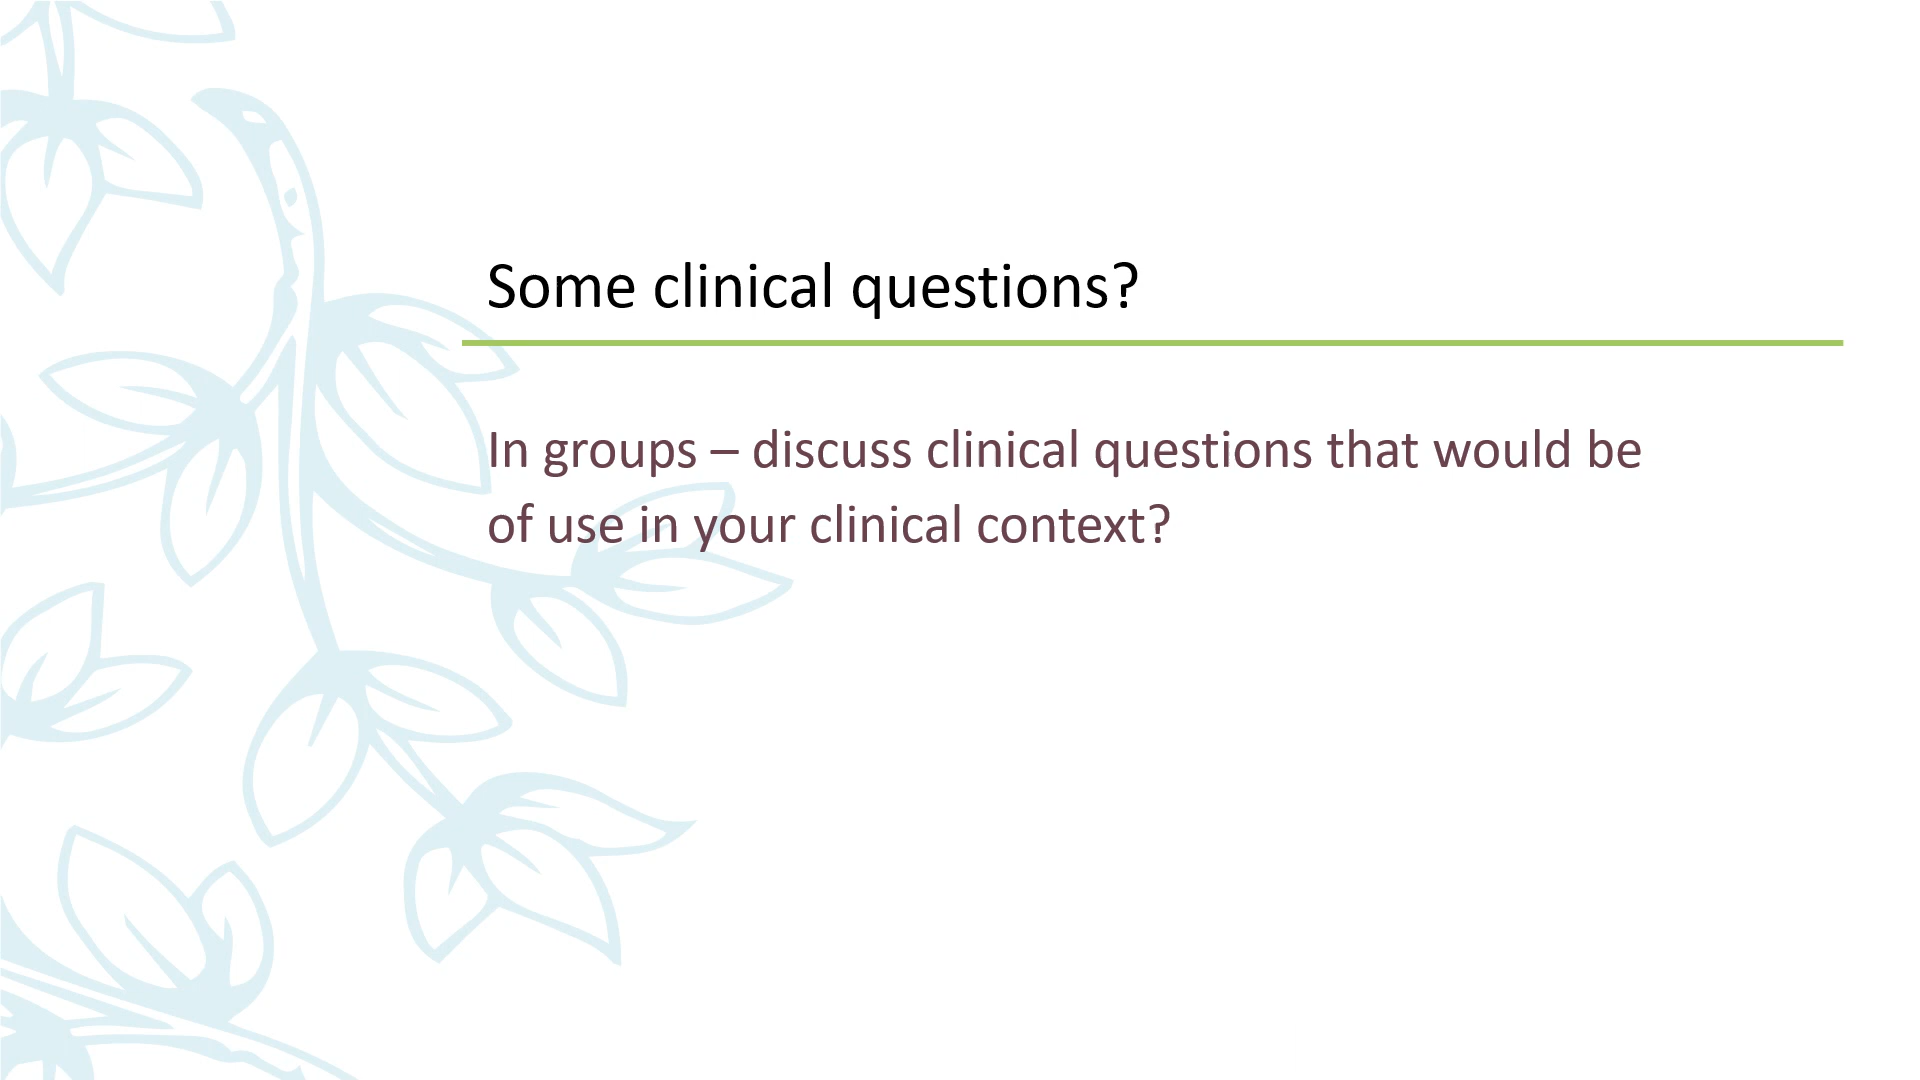 Some clinical questions?
In groups – discuss clinical questions that would be
of use in your clinical context?